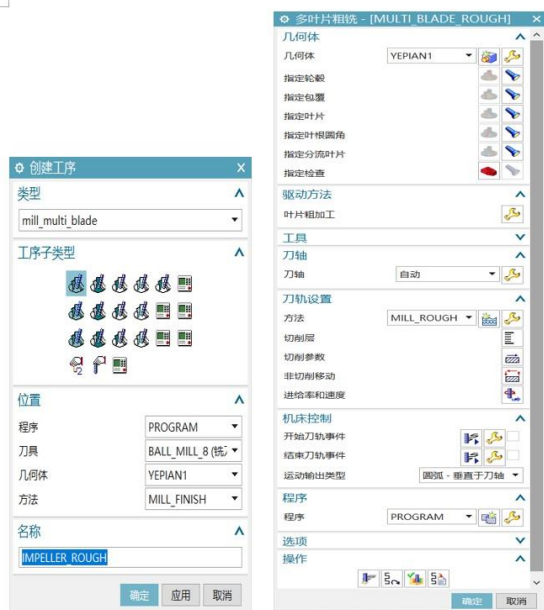 创建工序
类型
mill_multi_blade
工序子类型
位置
程序 PROGRAM
刀具 BALL_MILL_8 (铣刀
几何体 YEPIAN1
方法 MILL_FINISH
名称
IMPELLER_ROUGH
确定 应用 取消
多叶片粗铣 - [MULTI_BLADE_ROUGH]
几何体
几何体 YEPIAN1
指定轮毂
指定包覆
指定叶片
指定叶根圆角
指定分流叶片
指定检查
驱动方法
叶片粗加工
工具
刀轴
刀轴 自动
刀轨设置
方法 MILL_ROUGH
切削层
切削参数
非切削移动
进给率和速度
机床控制
开始刀轨事件
结束刀轨事件
运动输出类型 圆弧 - 垂直于刀轴
程序
程序 PROGRAM
选项
操作
确定 取消